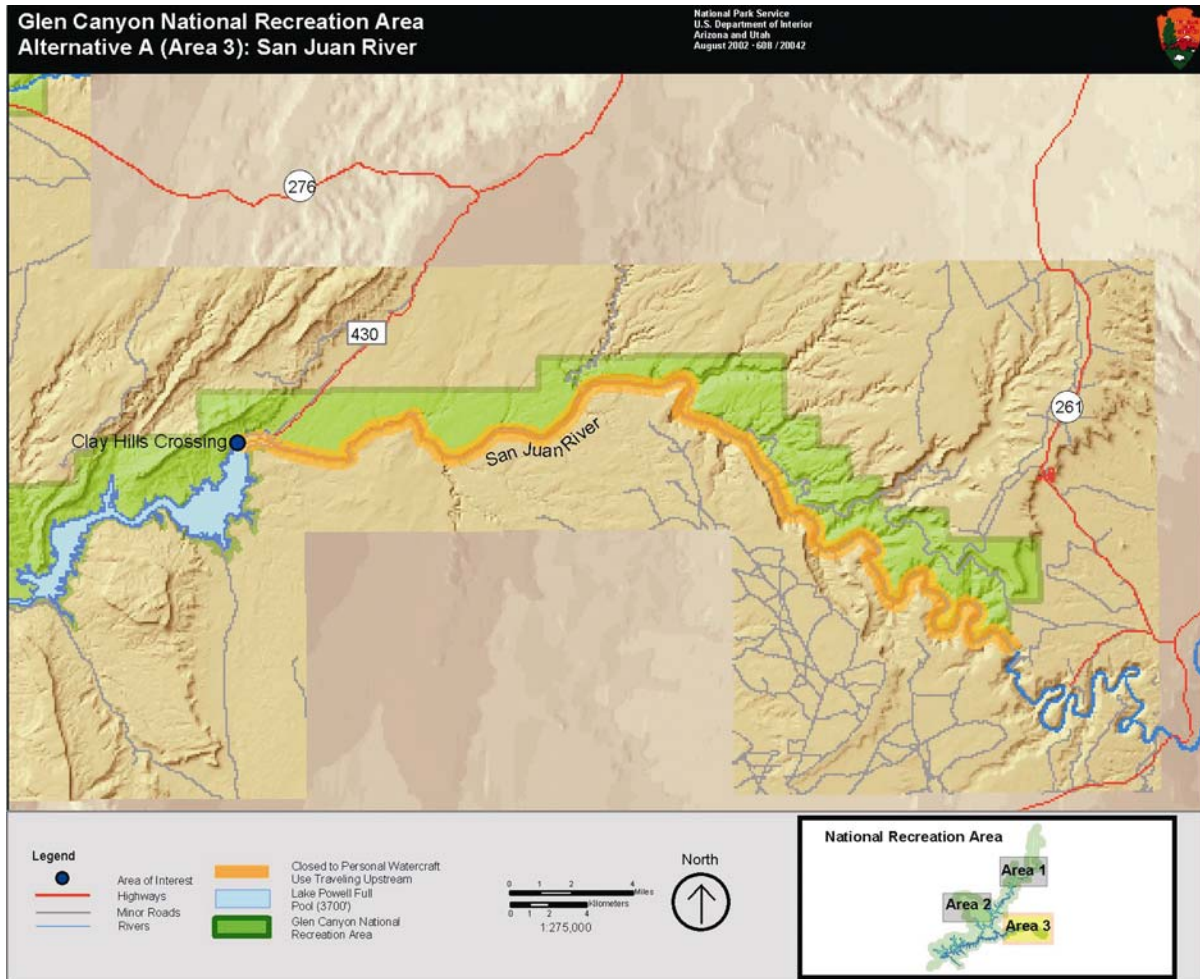 Glen Canyon National Recreation Area
Alternative A (Area 3): San Juan River
National Park Service
U.S. Department of Interior
Arizona and Utah
August 2002 - 608 / 20042
276
430
261
Clay Hills Crossing
San Juan River
Legend
Area of Interest
Highways
Minor Roads
Rivers
Closed to Personal Watercraft
Use Traveling Upstream
Lake Powell Full
Pool (3700')
Glen Canyon National
Recreation Area
0 1 2 4
Miles
0 1 2 4
Kilometers
1:275,000
North
National Recreation Area
Area 1
Area 2
Area 3